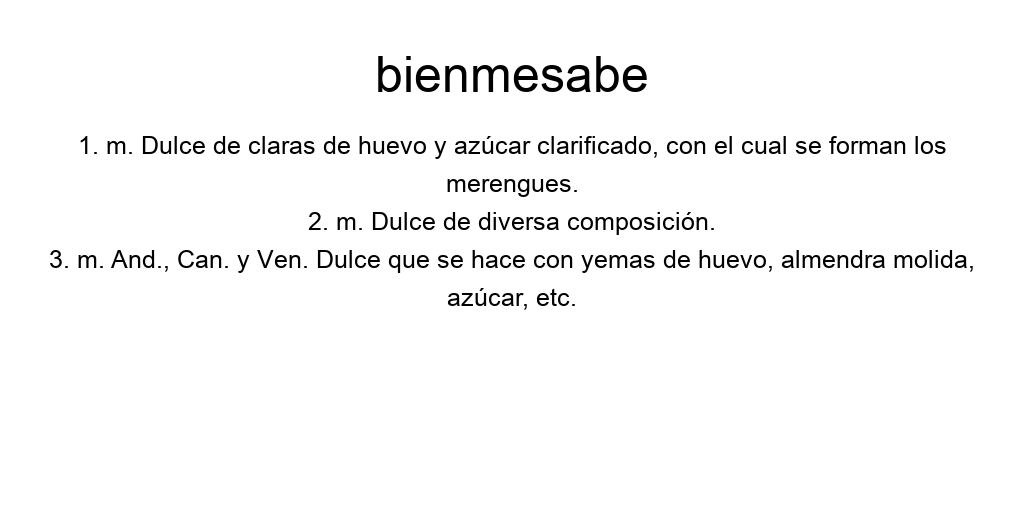 bienmesabe
1. m. Dulce de claras de huevo y azúcar clarificado, con el cual se forman los
merengues.
2. m. Dulce de diversa composición.
3. m. And., Can. y Ven. Dulce que se hace con yemas de huevo, almendra molida,
azúcar, etc.